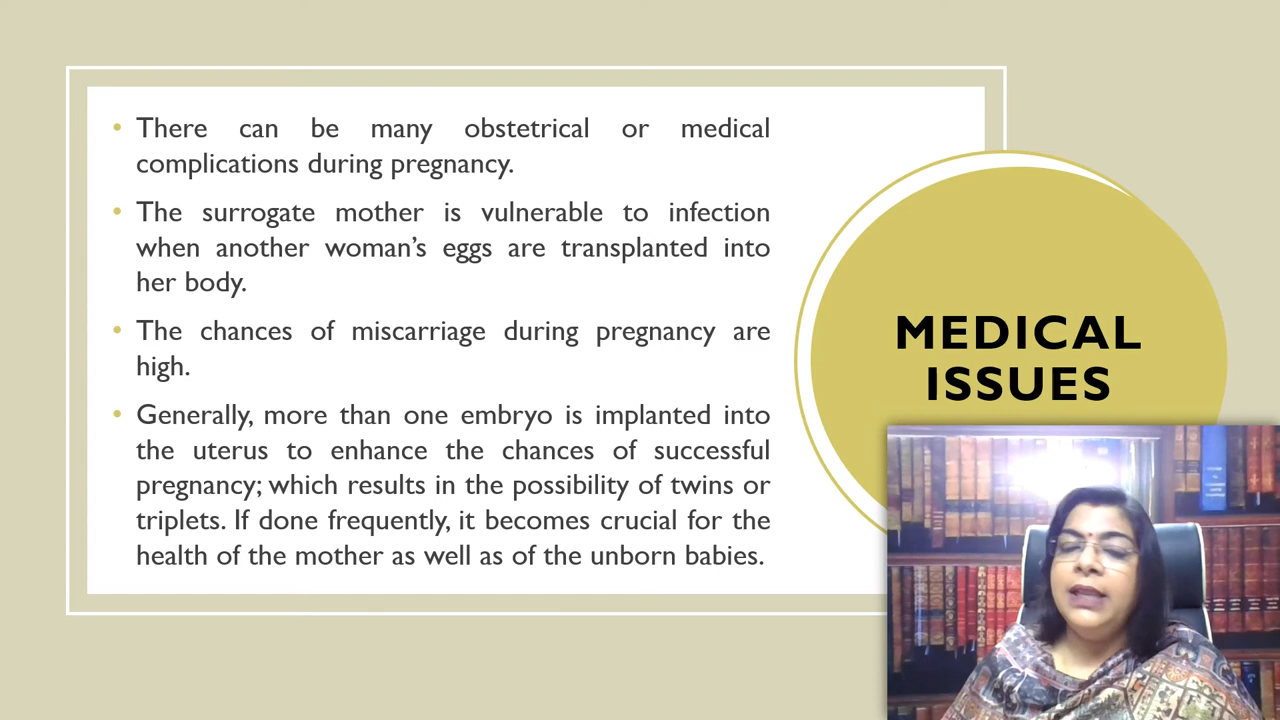 • There can be many obstetrical or medical
complications during pregnancy.
• The surrogate mother is vulnerable to infection
when another woman’s eggs are transplanted into
her body.
• The chances of miscarriage during pregnancy are
high.
• Generally, more than one embryo is implanted into
the uterus to enhance the chances of successful
pregnancy; which results in the possibility of twins or
triplets. If done frequently, it becomes crucial for the
health of the mother as well as of the unborn babies.
MEDICAL
ISSUES